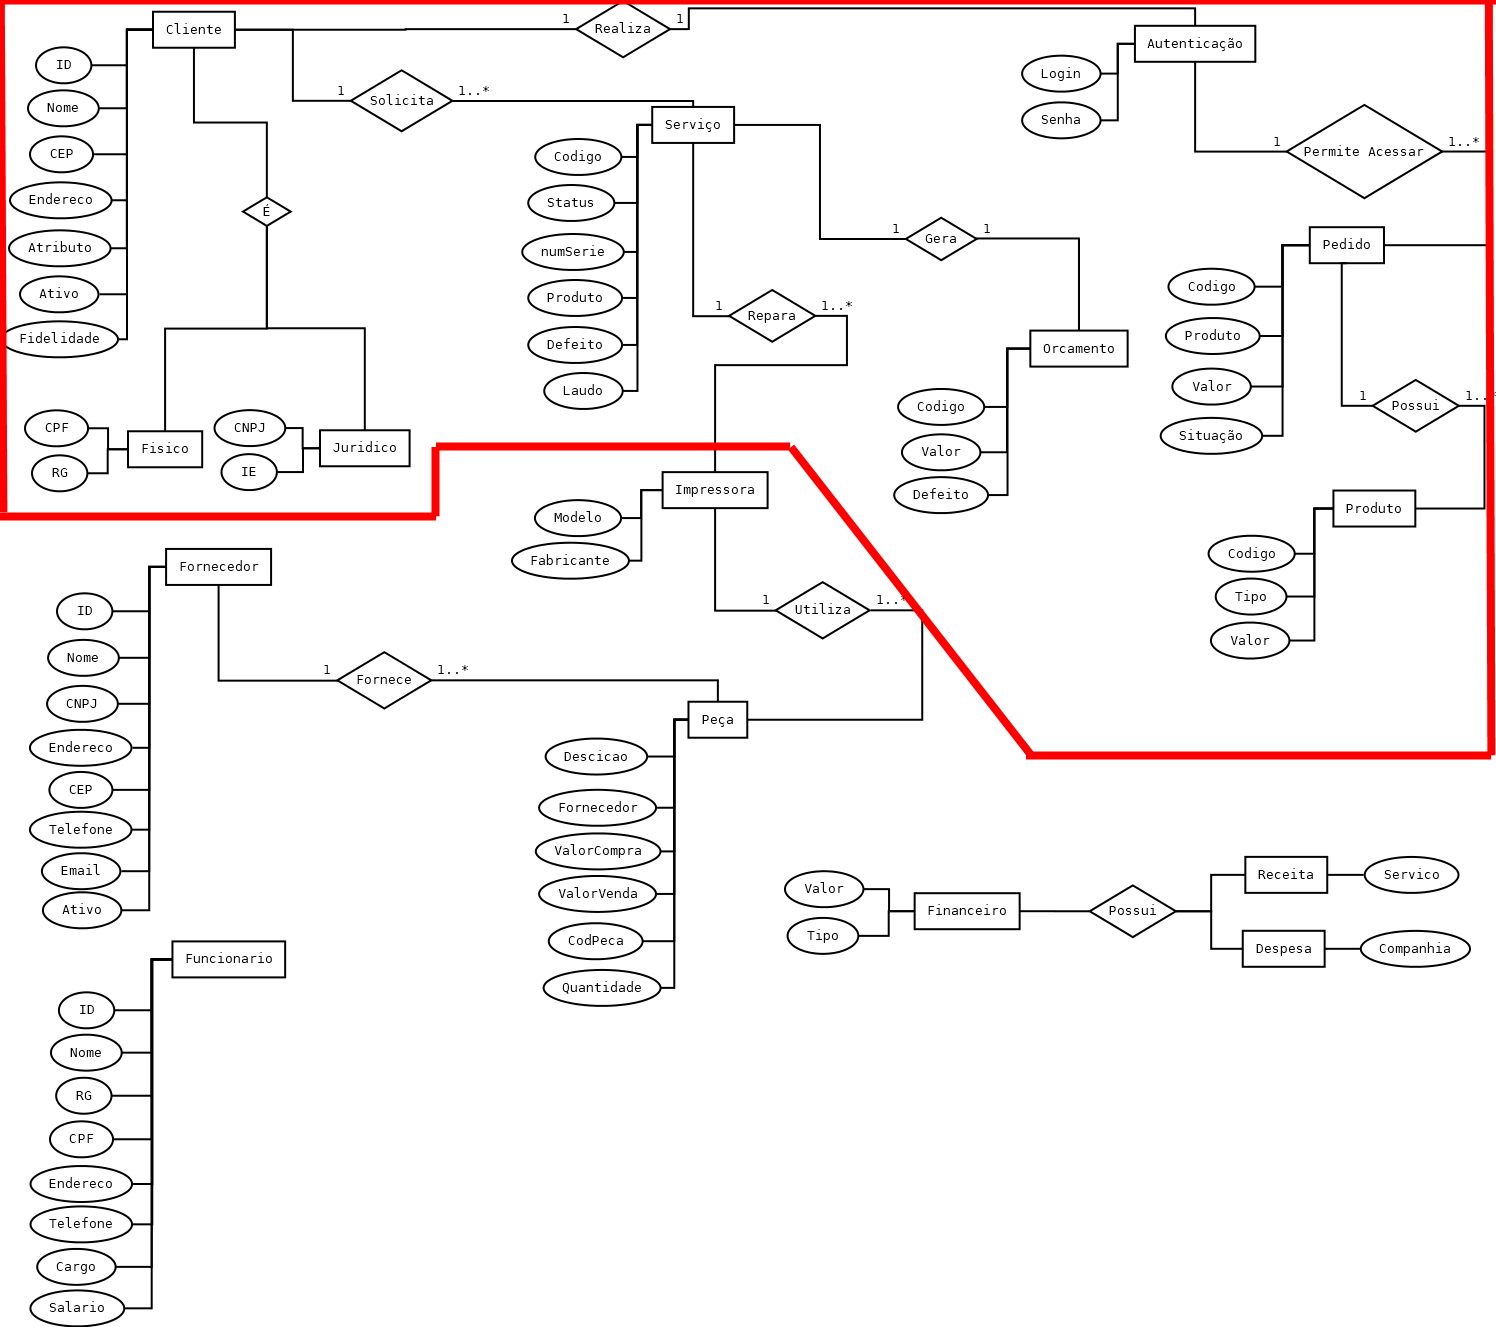 Cliente
ID
Nome
CEP
Endereco
Atributo
Ativo
Fidelidade
É
CPF
RG
Fisico
CNPJ
IE
Juridico
1 Realiza 1
1 Solicita 1..*
Serviço
Codigo
Status
numSerie
Produto
Defeito
Laudo
1 Gera 1
1 Repara 1..*
Autenticação
Login
Senha
1 Permite Acessar 1..*
Orcamento
Codigo
Valor
Defeito
Pedido
Codigo
Produto
Valor
Situação
1 Possui 1..*
Produto
Codigo
Tipo
Valor
Impressora
Modelo
Fabricante
1 Utiliza 1..*
Fornecedor
ID
Nome
CNPJ
Endereco
CEP
Telefone
Email
Ativo
1 Fornece 1..*
Peça
Descicao
Fornecedor
ValorCompra
ValorVenda
CodPeca
Quantidade
Valor
Tipo
Financeiro
Possui
Receita
Servico
Despesa
Companhia
Funcionario
ID
Nome
RG
CPF
Endereco
Telefone
Cargo
Salario